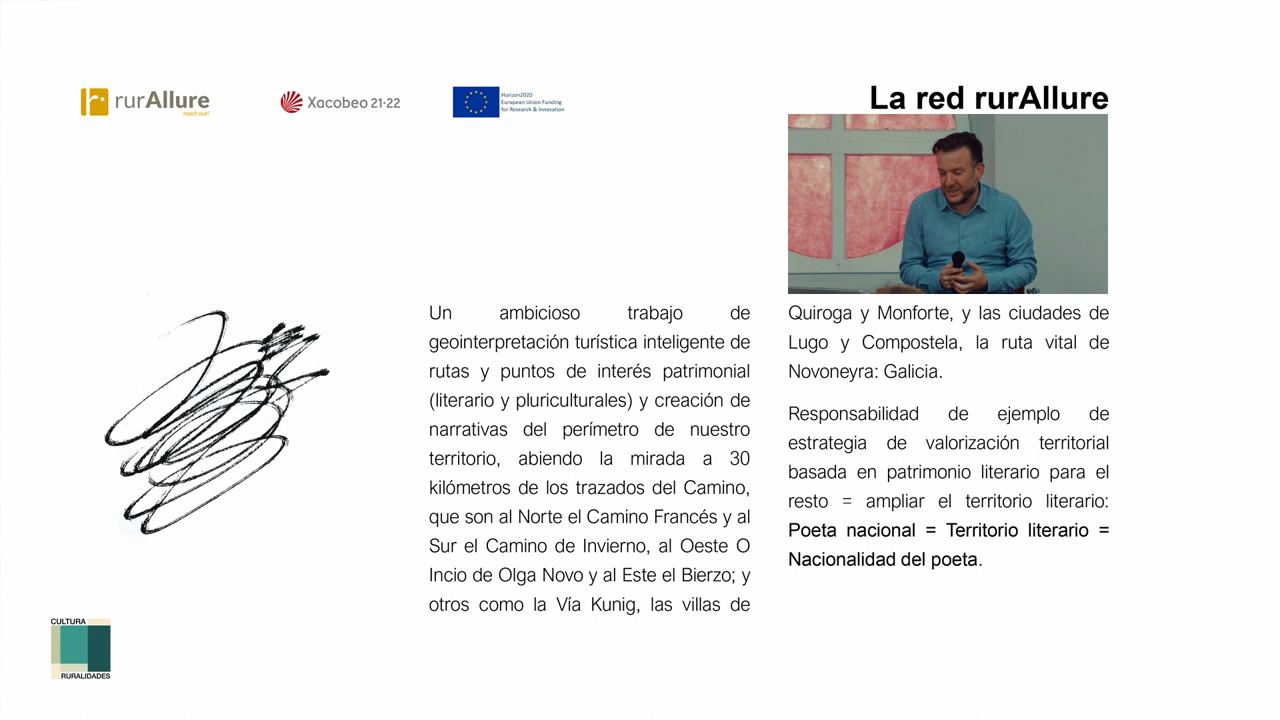 rurAllure
reach out!
Xacobeo 21·22
Horizon2020
European Union Funding
for Research & Innovation
La red rurAllure
Un ambicioso trabajo de
geointerpretación turística inteligente de
rutas y puntos de interés patrimonial
(literario y pluriculturales) y creación de
narrativas del perímetro de nuestro
territorio, abiendo la mirada a 30
kilómetros de los trazados del Camino,
que son al Norte el Camino Francés y al
Sur el Camino de Invierno, al Oeste O
Incio de Olga Novo y al Este el Bierzo; y
otros como la Vía Kunig, las villas de
Quiroga y Monforte, y las ciudades de
Lugo y Compostela, la ruta vital de
Novoneyra: Galicia.
Responsabilidad de ejemplo de
estrategia de valorización territorial
basada en patrimonio literario para el
resto = ampliar el territorio literario:
Poeta nacional = Territorio literario =
Nacionalidad del poeta.
CULTURA
RURALIDADES